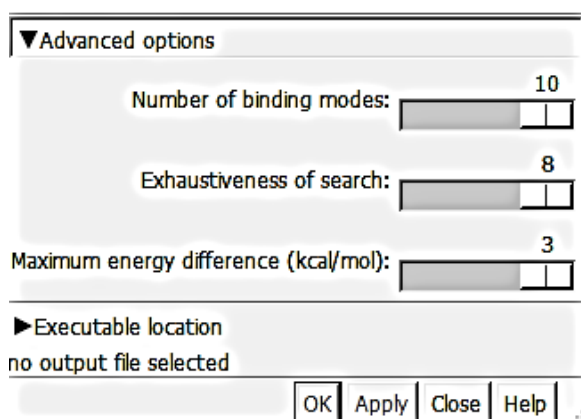 ▼Advanced options
10
Number of binding modes:
8
Exhaustiveness of search:
3
Maximum energy difference (kcal/mol):
▶Executable location
no output file selected
OK Apply Close Help